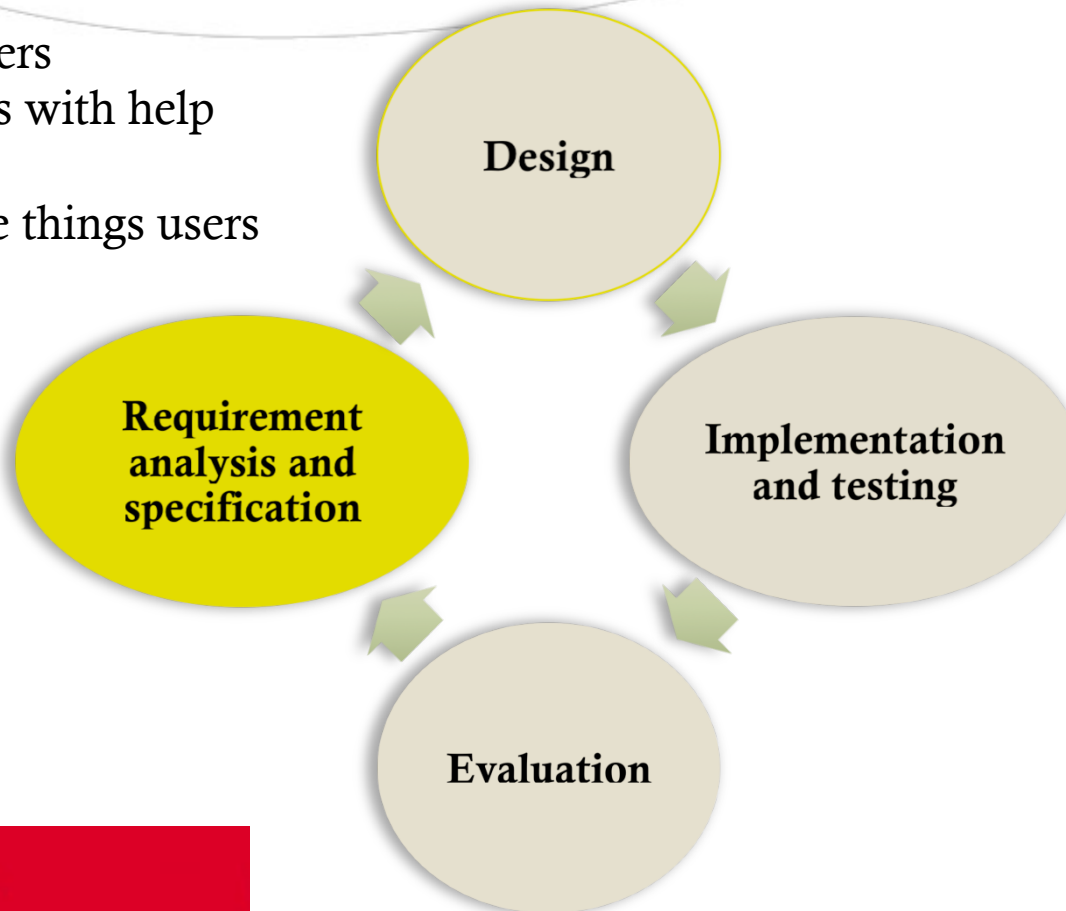 ers
s with help
e things users
Design
Requirement
analysis and
specification
Implementation
and testing
Evaluation